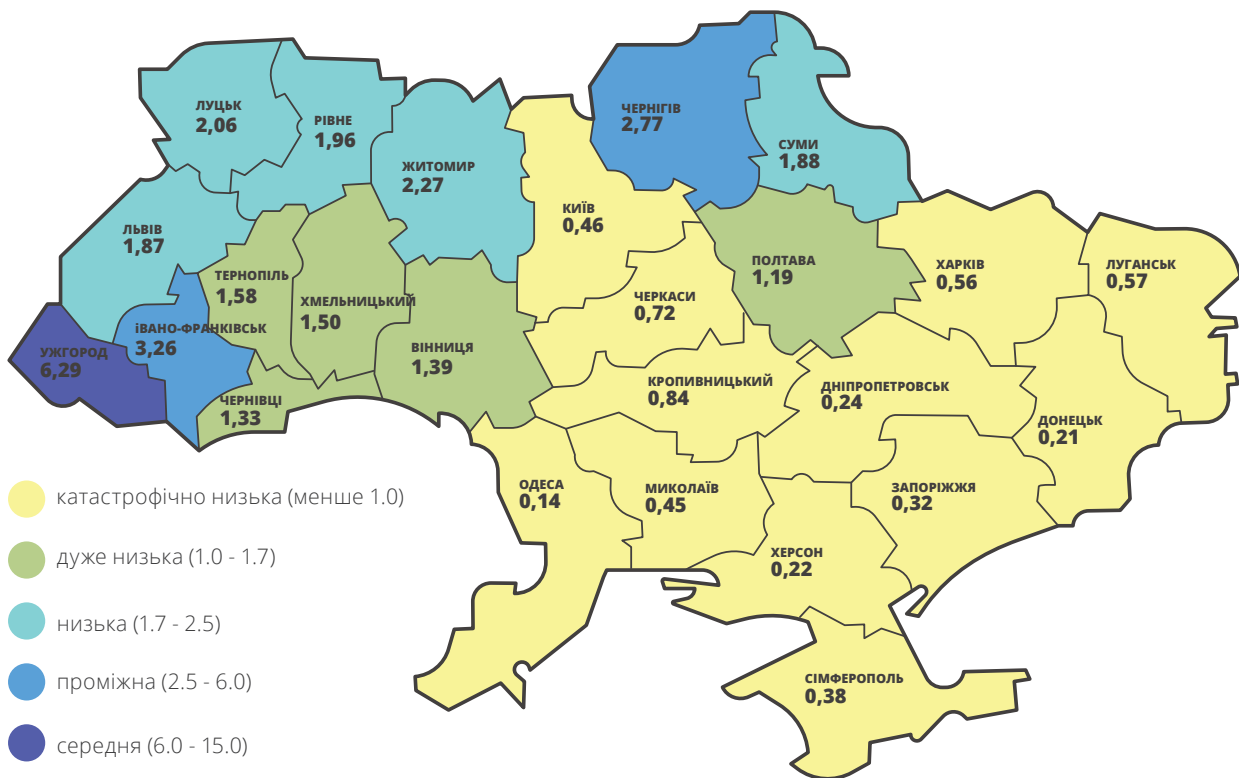 ЛУЦЬК
2,06
РІВНЕ
1,96
ЖИТОМИР
2,27
ЧЕРНІГІВ
2,77
СУМИ
1,88
ЛЬВІВ
1,87
ТЕРНОПІЛЬ
1,58
ХМЕЛЬНИЦЬКИЙ
1,50
КИЇВ
0,46
ЧЕРКАСИ
0,72
ПОЛТАВА
1,19
ХАРКІВ
0,56
ЛУГАНСЬК
0,57
УЖГОРОД
6,29
іВАНО-ФРАНКІВСЬК
3,26
ЧЕРНІВЦІ
1,33
ВІННИЦЯ
1,39
КРОПИВНИЦЬКИЙ
0,84
ДНІПРОПЕТРОВСЬК
0,24
ДОНЕЦЬК
0,21
ОДЕСА
0,14
МИКОЛАЇВ
0,45
ЗАПОРІЖЖЯ
0,32
ХЕРСОН
0,22
СІМФЕРОПОЛЬ
0,38
катастрофічно низька (менше 1.0)
дуже низька (1.0 - 1.7)
низька (1.7 - 2.5)
проміжна (2.5 - 6.0)
середня (6.0 - 15.0)